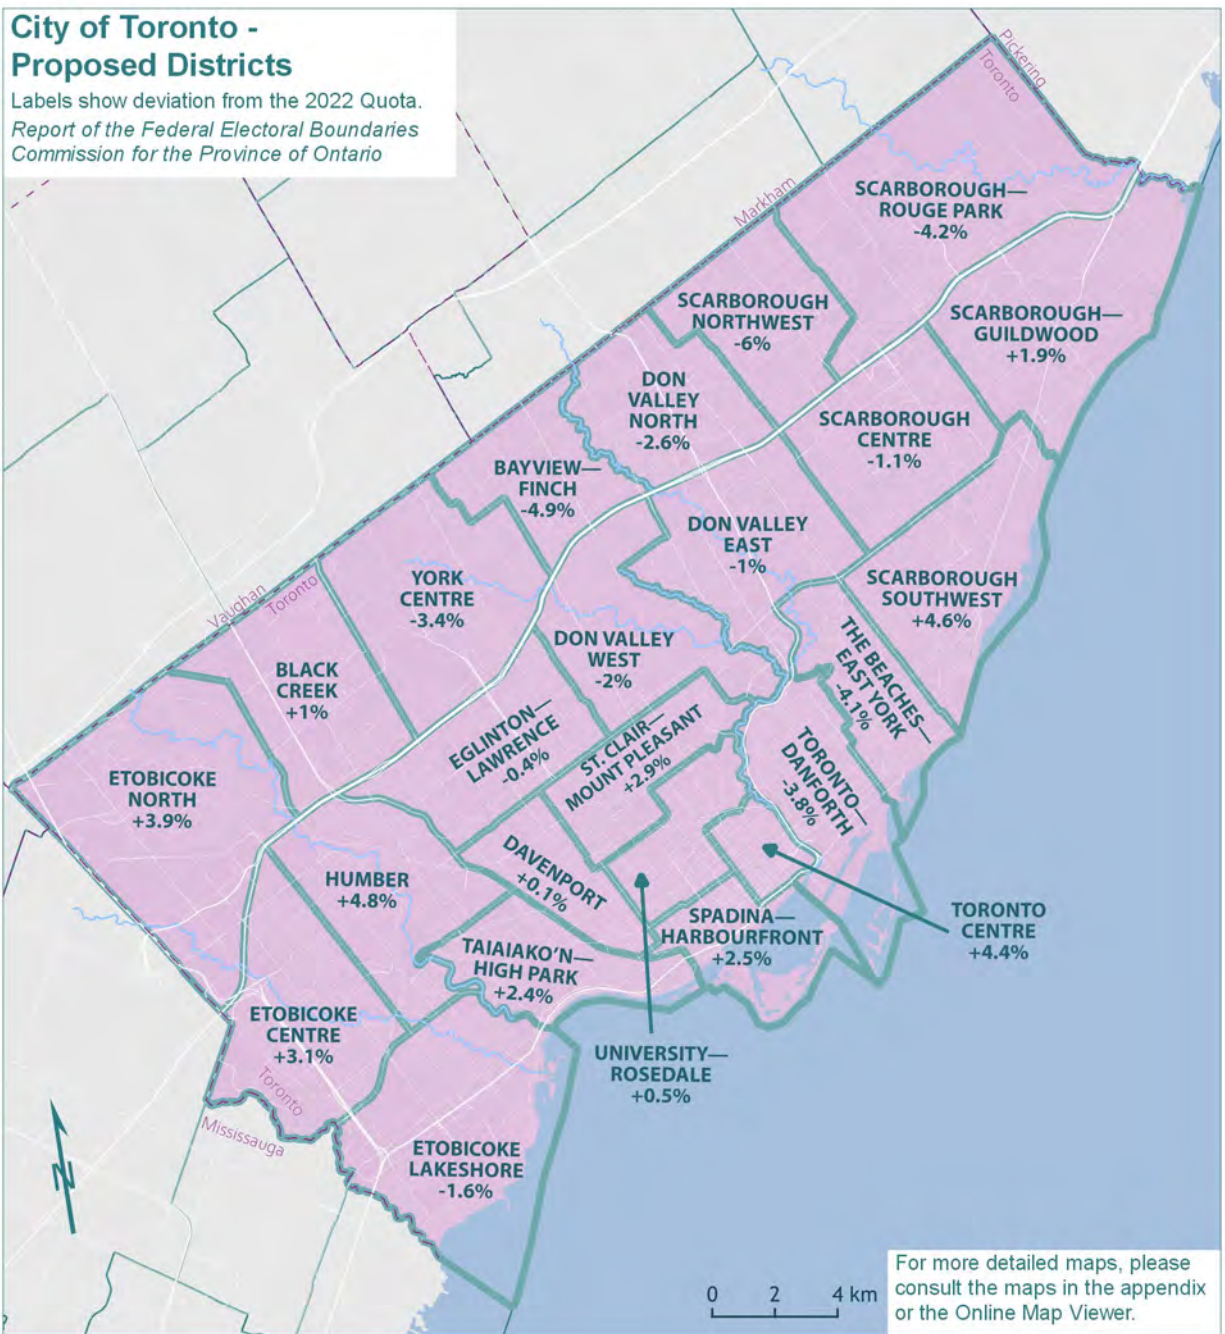 City of Toronto -
Proposed Districts
Labels show deviation from the 2022 Quota.
Report of the Federal Electoral Boundaries
Commission for the Province of Ontario
Pickering
Toronto
Markham
SCARBOROUGH—
ROUGE PARK
-4.2%
SCARBOROUGH
NORTHWEST
-6%
SCARBOROUGH—
GUILDWOOD
+1.9%
DON
VALLEY
NORTH
-2.6%
SCARBOROUGH
CENTRE
-1.1%
BAYVIEW—
FINCH
-4.9%
DON VALLEY
EAST
-1%
YORK
CENTRE
-3.4%
SCARBOROUGH
SOUTHWEST
+4.6%
Vaughan
Toronto
DON VALLEY
WEST
-2%
THE BEACHES—
EAST YORK
-4.1%
BLACK
CREEK
+1%
EGLINTON—
LAWRENCE
-0.4%
ST. CLAIR—
MOUNT PLEASANT
+2.9%
TORONTO—
DANFORTH
-3.8%
ETOBICOKE
NORTH
+3.9%
HUMBER
+4.8%
DAVENPORT
+0.1%
SPADINA—
HARBOURFRONT
+2.5%
TORONTO
CENTRE
+4.4%
TAIAIAKO'N—
HIGH PARK
+2.4%
ETOBICOKE
CENTRE
+3.1%
UNIVERSITY—
ROSEDALE
+0.5%
Toronto
Mississauga
ETOBICOKE
LAKESHORE
-1.6%
N
0 2 4 km
For more detailed maps, please
consult the maps in the appendix
or the Online Map Viewer.